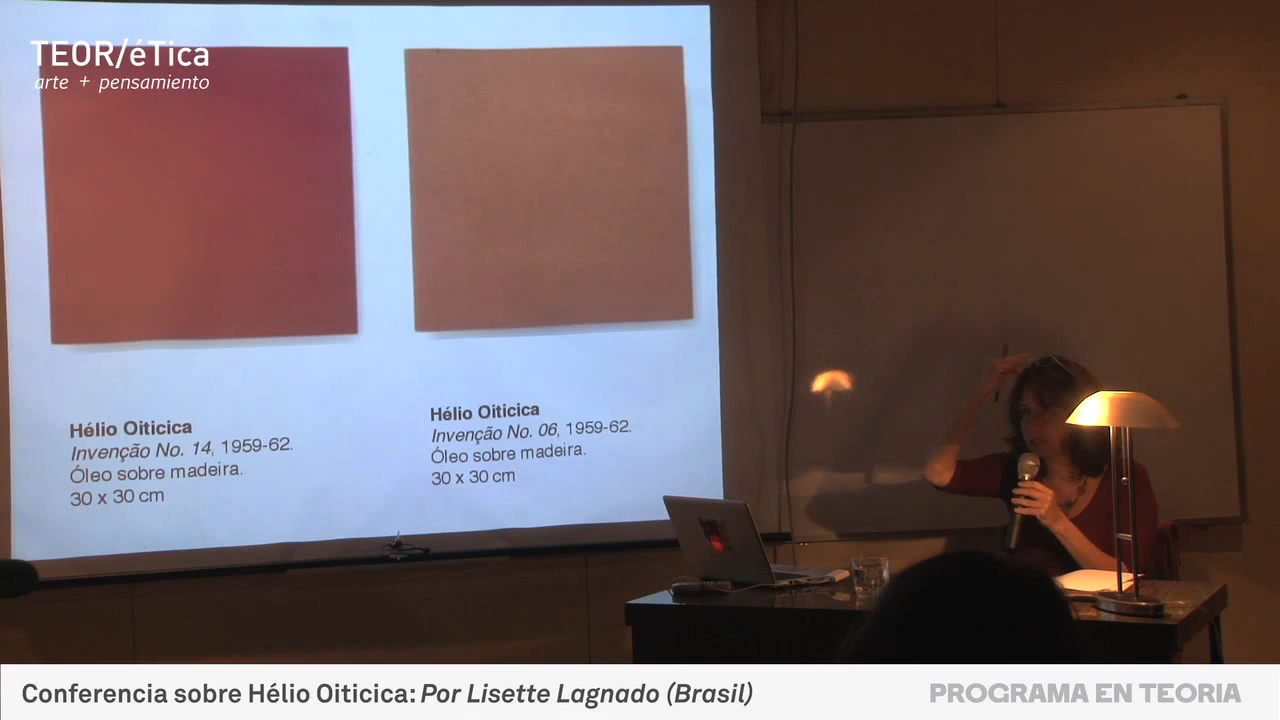 TEOR/éTica
arte + pensamiento
Hélio Oiticica
Invenção No. 14, 1959-62.
Óleo sobre madeira.
30 x 30 cm
Hélio Oiticica
Invenção No. 06, 1959-62.
Óleo sobre madeira.
30 x 30 cm
Conferencia sobre Hélio Oiticica: Por Lisette Lagnado (Brasil)
PROGRAMA EN TEORIA